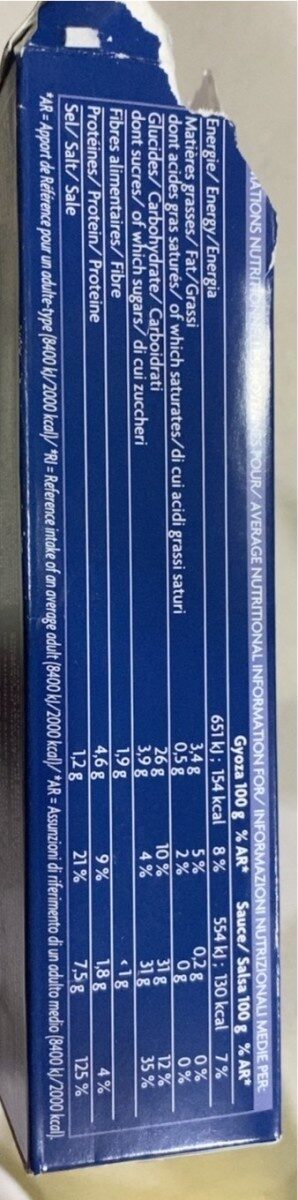 ATIONS NUTRIT POUR/ AVERAGE NUTRITIONAL INFORMATION FOR/ INFORMAZIONI NUTRIZIONALI MEDIE PER:
Gyoza 100 g % AR* Sauce/ Salsa 100 g % AR*
Energie/ Energy/Energia 651 kJ ; 154 kcal 8 % 554 kJ ; 130 kcal 7 %
Matières grasses/ Fat/Grassi 3,4 g 5 % 0,2 g 0 %
dont acides gras saturés/ of which saturates/di cui acidi grassi saturi 0,5 g 2 % 0 g 0 %
Glucides/ Carbohydrate/ Carboidrati 26 g 10 % 31 g 12 %
dont sucres/ of which sugars/ di cui zuccheri 3,9 g 4 % 31 g 35 %
Fibres alimentaires/ Fibre 1,9 g <1 g
Protéines/ Protein/ Proteine 4,6 g 9 % 1,8 g 4 %
Sel/ Salt/ Sale 1,2 g 21 % 7,5 g 125 %
*AR = Apport de Référence pour un adulte-type (8400 kJ/2000 kcal)/ *RI = Reference intake of an average adult (8400 kJ/2000 kcal)/ *AR = Assunzioni di riferimento di un adulto medio (8400 kJ/2000 kcal).